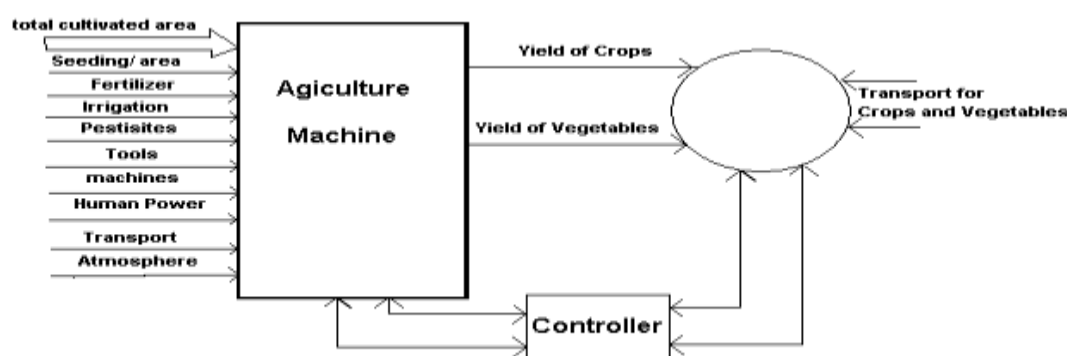 total cultivated area
Seeding/ area
Fertilizer
Irrigation
Pestisites
Tools
machines
Human Power
Transport
Atmosphere
Agiculture
Machine
Yield of Crops
Yield of Vegetables
Transport for
Crops and Vegetables
Controller